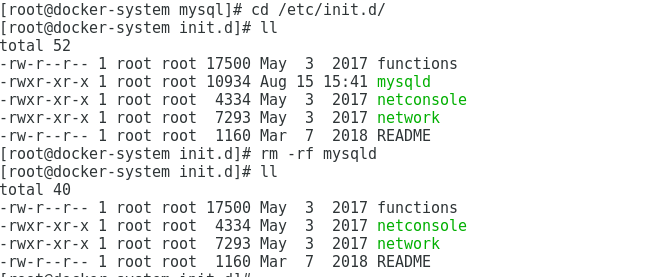 [root@docker-system mysql]# cd /etc/init.d/
[root@docker-system init.d]# ll
total 52
-rw-r--r-- 1 root root 17500 May  3  2017 functions
-rwxr-xr-x 1 root root 10934 Aug 15 15:41 mysqld
-rwxr-xr-x 1 root root  4334 May  3  2017 netconsole
-rwxr-xr-x 1 root root  7293 May  3  2017 network
-rw-r--r-- 1 root root  1160 Mar  7  2018 README
[root@docker-system init.d]# rm -rf mysqld
[root@docker-system init.d]# ll
total 40
-rw-r--r-- 1 root root 17500 May  3  2017 functions
-rwxr-xr-x 1 root root  4334 May  3  2017 netconsole
-rwxr-xr-x 1 root root  7293 May  3  2017 network
-rw-r--r-- 1 root root  1160 Mar  7  2018 README
[root@docker-system init.d]#